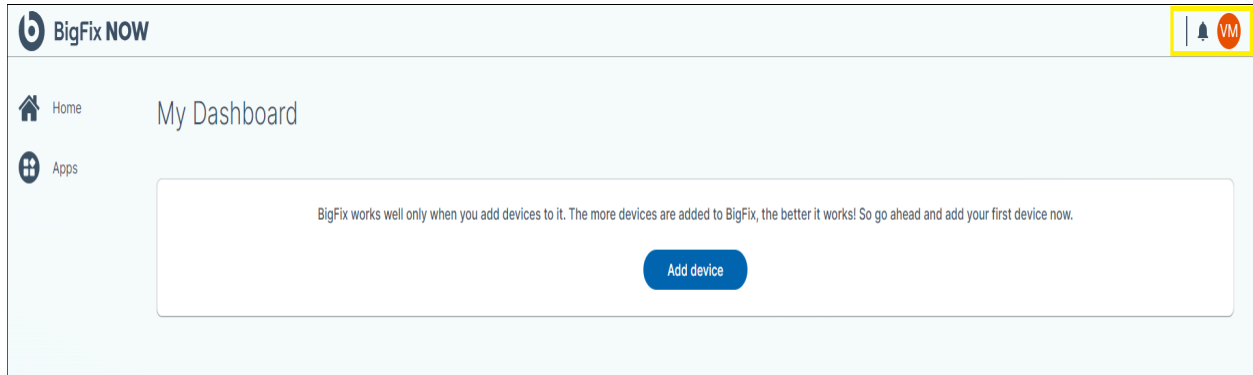 BigFix NOW
VM
Home
My Dashboard
Apps
BigFix works well only when you add devices to it. The more devices are added to BigFix, the better it works! So go ahead and add your first device now.
Add device